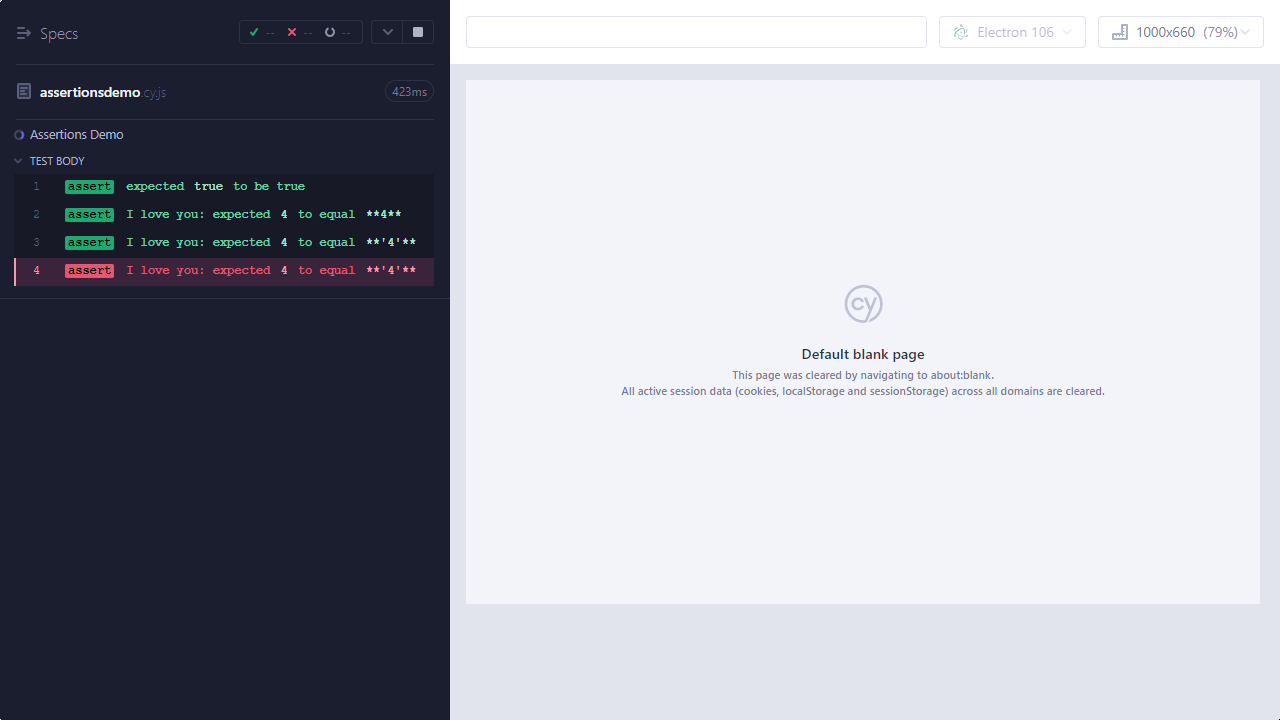 Specs
-- -- --
assertionsdemo.cy.js 423ms
Assertions Demo
TEST BODY
1 assert expected true to be true
2 assert I love you: expected 4 to equal **4**
3 assert I love you: expected 4 to equal **'4'**
4 assert I love you: expected 4 to equal **'4'**
Electron 106
1000x660 (79%)
cy
Default blank page
This page was cleared by navigating to about:blank.
All active session data (cookies, localStorage and sessionStorage) across all domains are cleared.